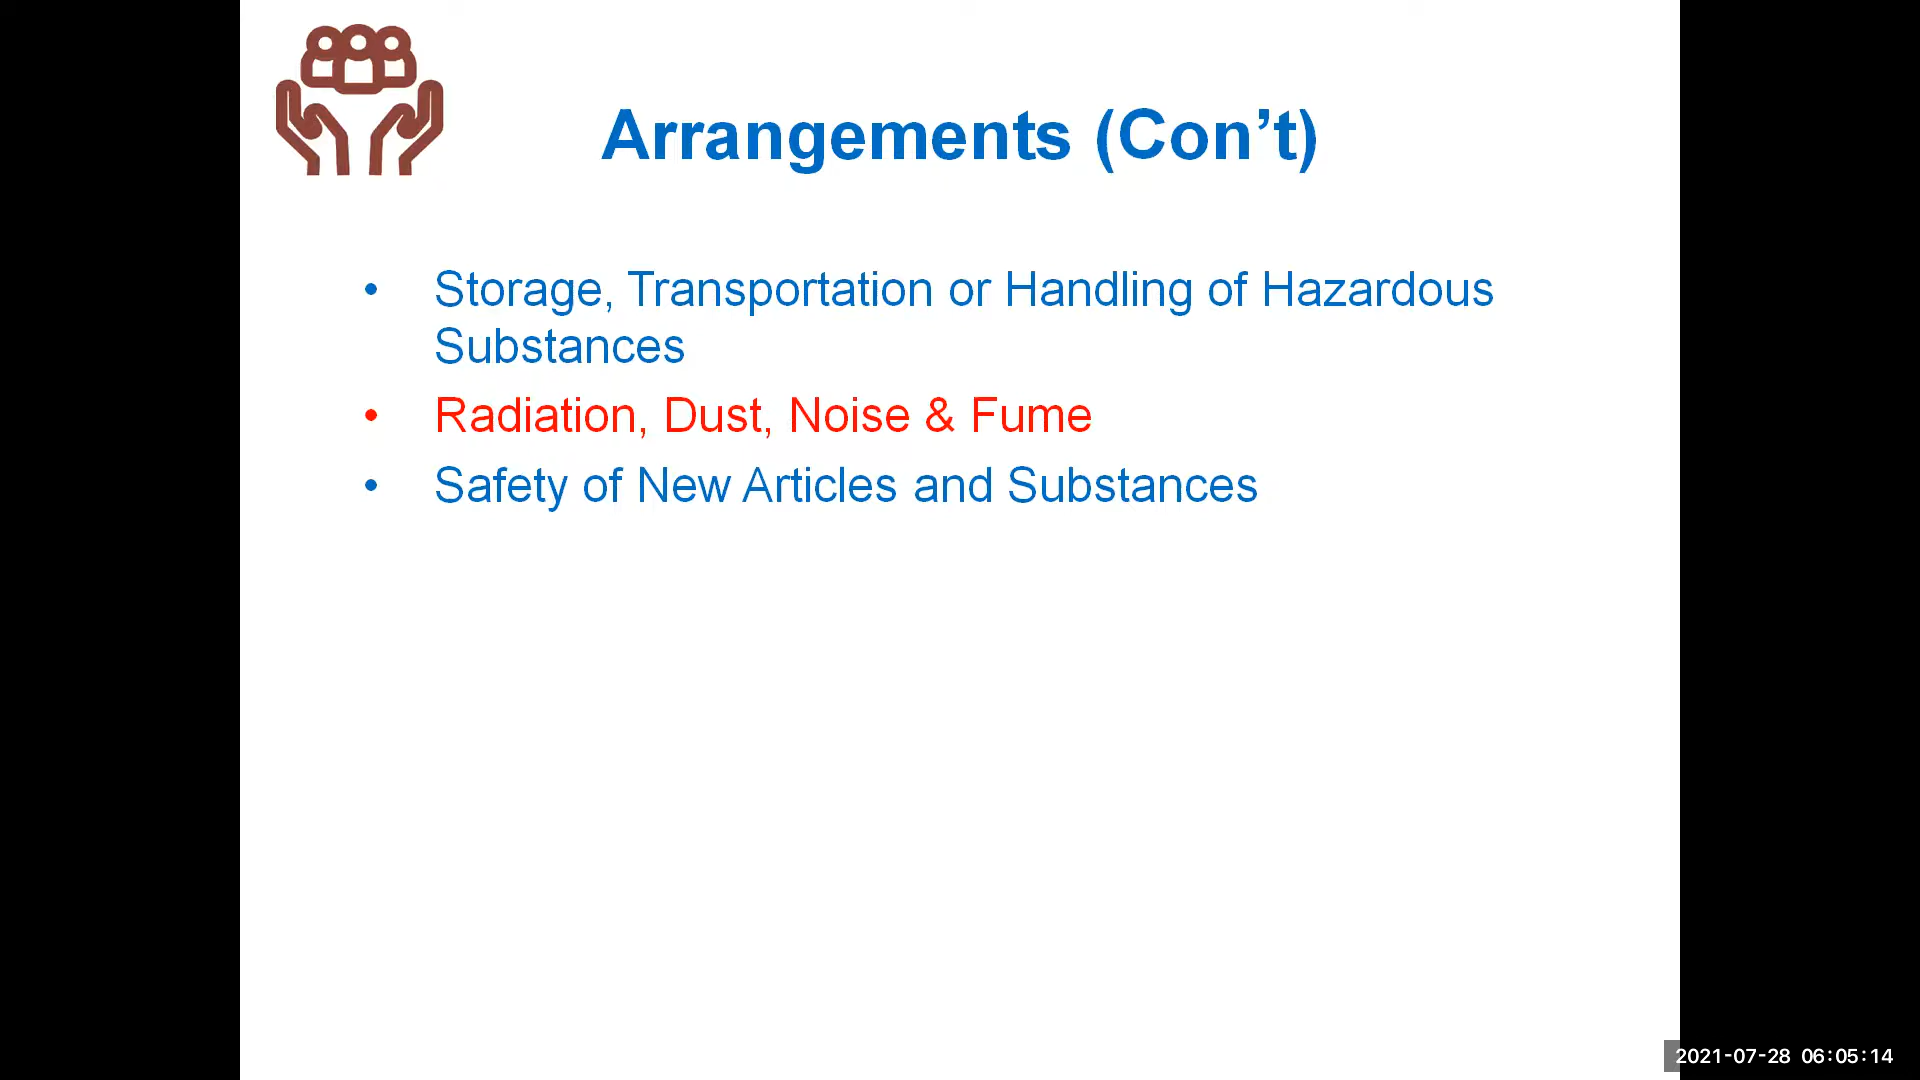 Arrangements (Con’t)
• Storage, Transportation or Handling of Hazardous
Substances
• Radiation, Dust, Noise & Fume
• Safety of New Articles and Substances
2021-07-28 06:05:14